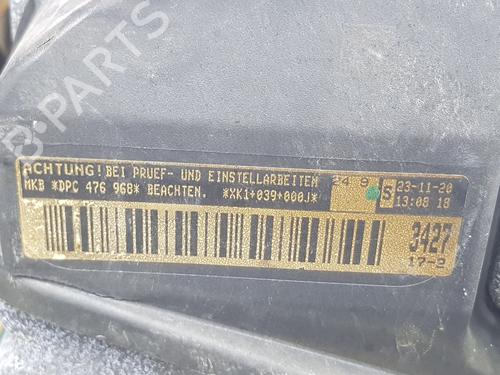 B-PARTS
ACHTUNG! BEI PRUEF- UND EINSTELLARBEITEN
MKB *DPC 476 968* BEACHTEN. *XK1+039+000J*
24 9
S
23-11-20
13:08 18
3427
17-2